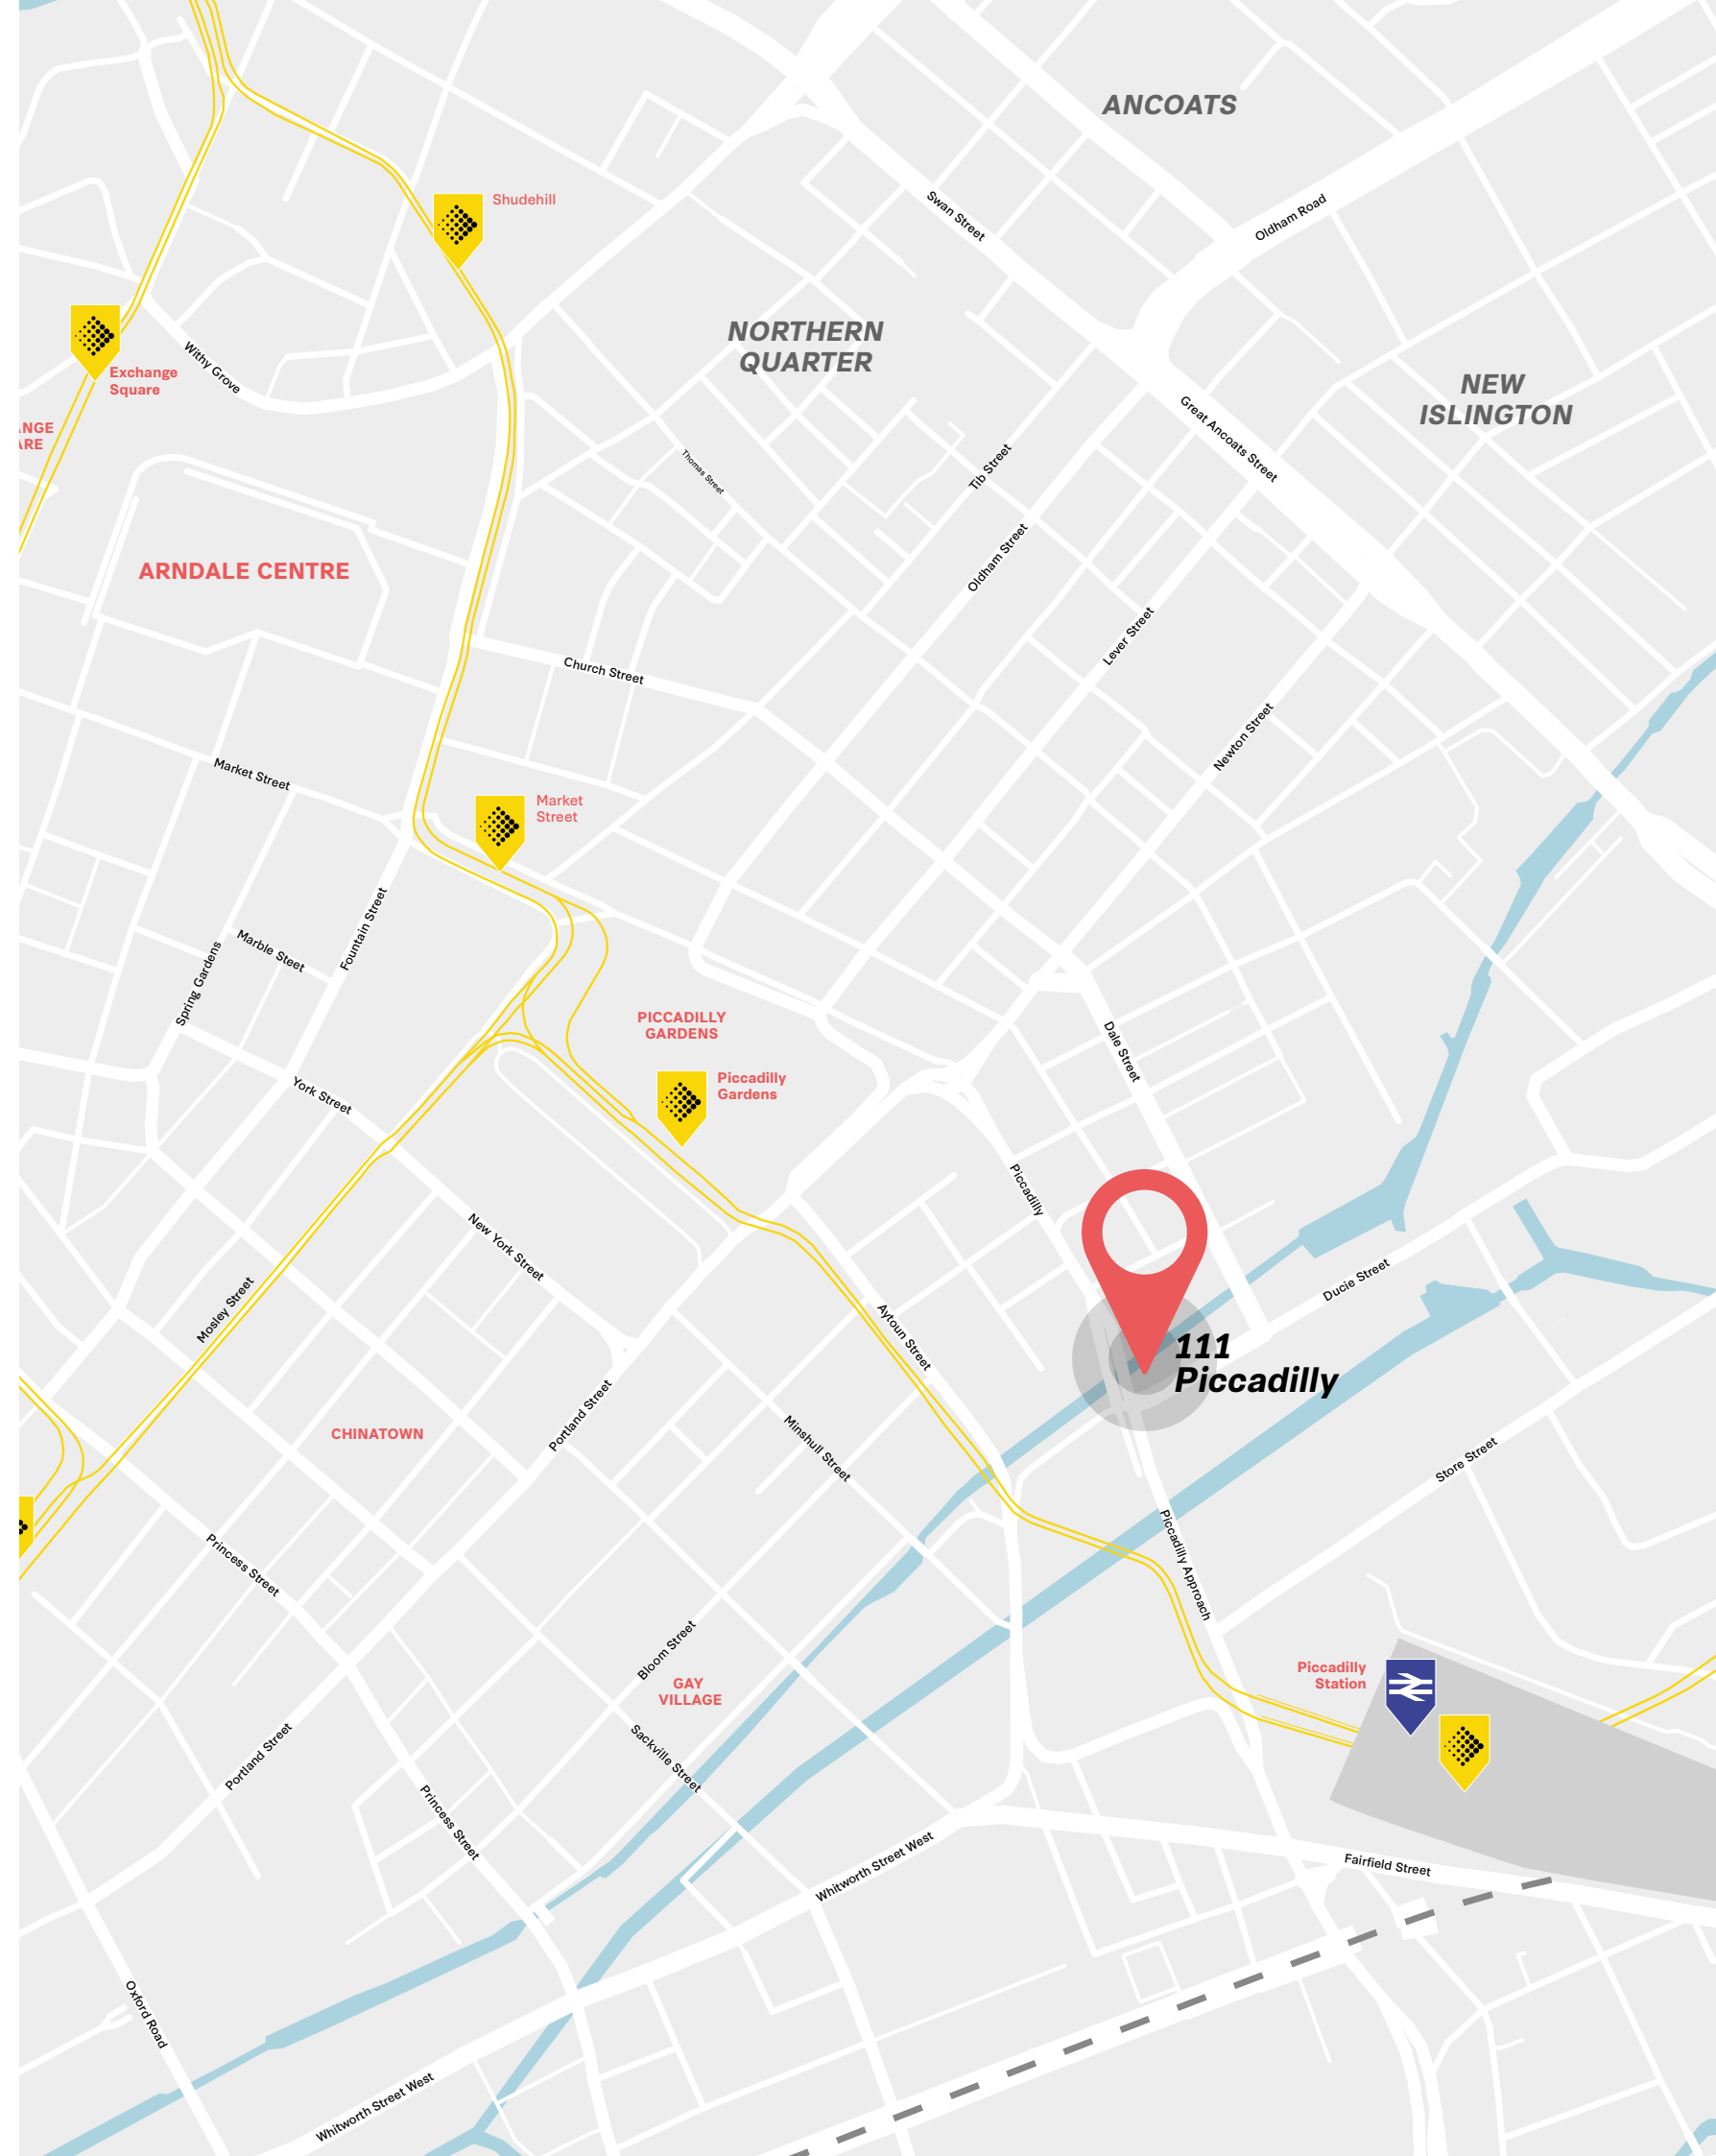 ANCOATS
Shudehill
Swan Street
Oldham Road
NORTHERN
QUARTER
Withy Grove
Exchange
Square
NEW
ISLINGTON
ANGE
ARE
Great Ancoats Street
Thomas Street
Tib Street
Oldham Street
ARNDALE CENTRE
Lever Street
Church Street
Newton Street
Market Street
Market
Street
Fountain Street
Marble Steet
Spring Gardens
PICCADILLY
GARDENS
Dale Street
Piccadilly
Gardens
York Street
Piccadilly
New York Street
Ducie Street
Mosley Street
Aytoun Street
111
Piccadilly
Portland Street
CHINATOWN
Minshull Street
Store Street
Princess Street
Piccadilly Approach
Bloom Street
Piccadilly
Station
GAY
VILLAGE
Sackville Street
Portland Street
Princess Street
Whitworth Street West
Fairfield Street
Oxford Road
Whitworth Street West